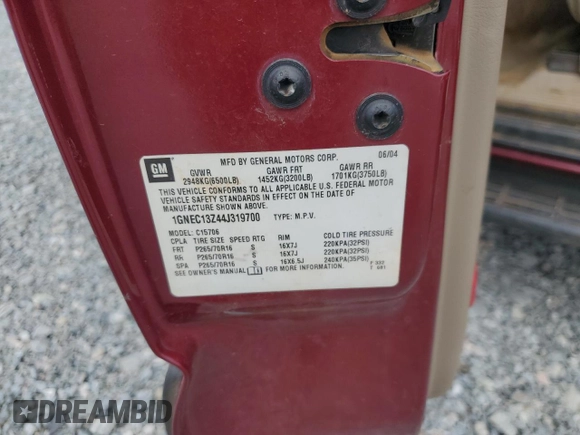 GM
MFD BY GENERAL MOTORS CORP. 06/04
GVWR GAWR FRT GAWR RR
2948KG(6500LB) 1452KG(3200LB) 1701KG(3750LB)
THIS VEHICLE CONFORMS TO ALL APPLICABLE U.S. FEDERAL MOTOR
VEHICLE SAFETY STANDARDS IN EFFECT ON THE DATE OF
MANUFACTURE SHOWN ABOVE.
1GNEC13Z44J319700 TYPE: M.P.V.
MODEL: C15706
CPLA TIRE SIZE SPEED RTG RIM COLD TIRE PRESSURE
FRT P265/70R16 S 16X7J 220KPA(32PSI)
RR P265/70R16 S 16X7J 220KPA(32PSI)
SPA P265/70R16 S 16X6.5J 240KPA(35PSI)
SEE OWNER'S MANUAL FOR MORE INFORMATION.
DREAMBID